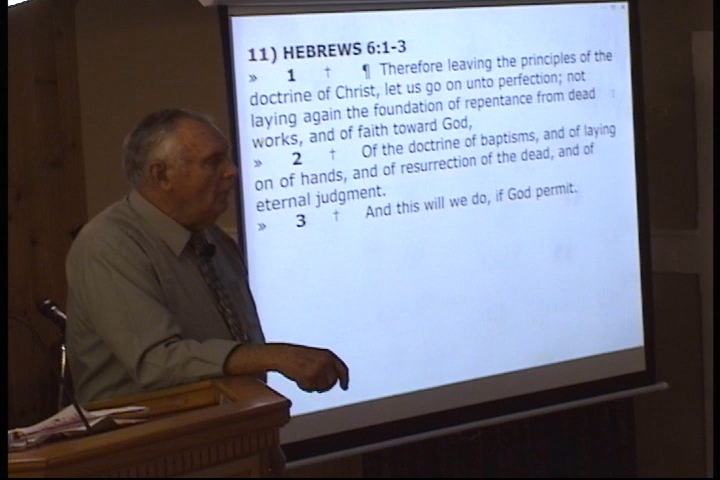 11) HEBREWS 6:1-3
» 1 † ¶ Therefore leaving the principles of the
doctrine of Christ, let us go on unto perfection; not
laying again the foundation of repentance from dead
works, and of faith toward God,
» 2 † Of the doctrine of baptisms, and of laying
on of hands, and of resurrection of the dead, and of
eternal judgment.
» 3 † And this will we do, if God permit.